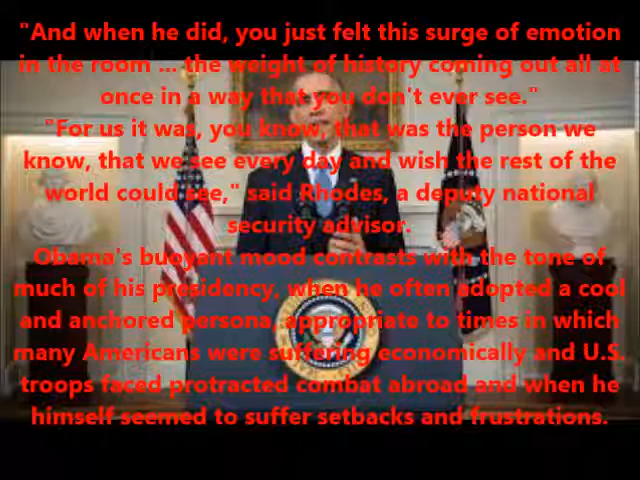 "And when he did, you just felt this surge of emotion
in the room ... the weight of history coming out all at
once in a way that you don't ever see."
"For us it was, you know, that was the person we
know, that we see every day and wish the rest of the
world could see," said Rhodes, a deputy national
security advisor.
Obama's buoyant mood contrasts with the tone of
much of his presidency, when he often adopted a cool
and anchored persona, appropriate to times in which
many Americans were suffering economically and U.S.
troops faced protracted combat abroad and when he
himself seemed to suffer setbacks and frustrations.